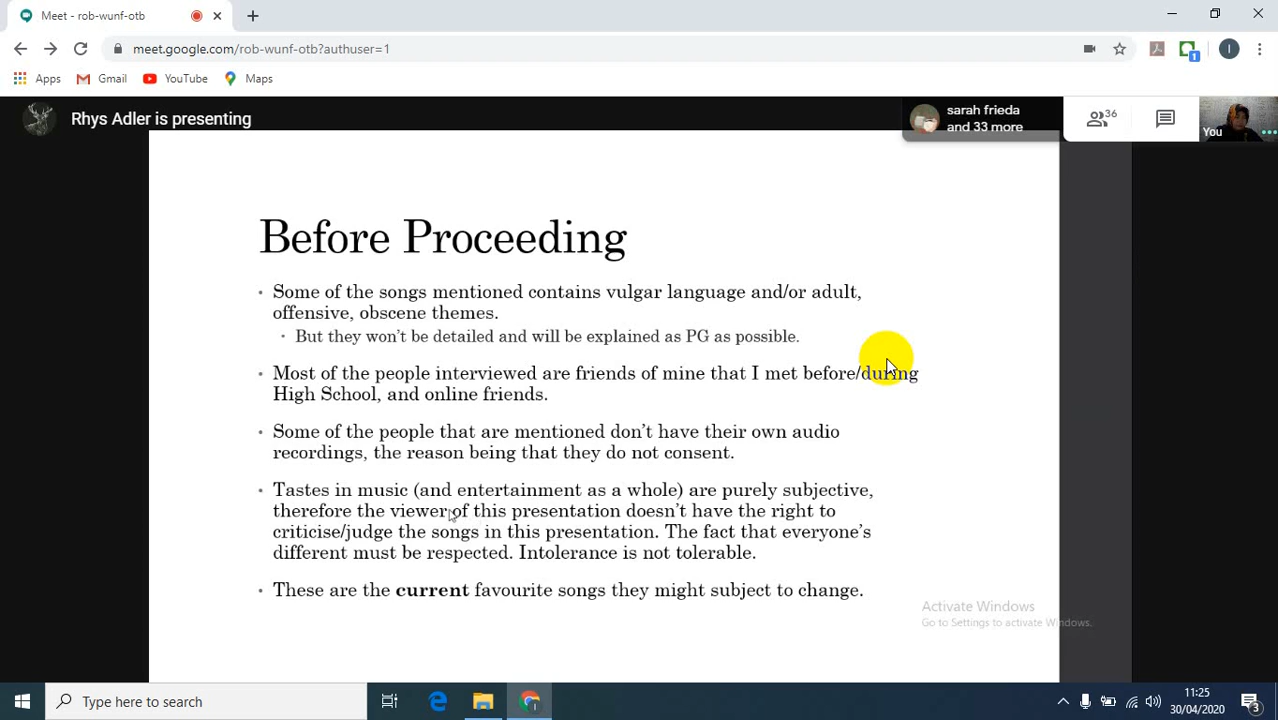 Meet - rob-wunf-otb
meet.google.com/rob-wunf-otb?authuser=1
1
I
Apps
Gmail
YouTube
Maps
Rhys Adler is presenting
sarah frieda
and 33 more
36
You
Before Proceeding
• Some of the songs mentioned contains vulgar language and/or adult,
offensive, obscene themes.
• But they won't be detailed and will be explained as PG as possible.
• Most of the people interviewed are friends of mine that I met before/during
High School, and online friends.
• Some of the people that are mentioned don't have their own audio
recordings, the reason being that they do not consent.
• Tastes in music (and entertainment as a whole) are purely subjective,
therefore the viewer of this presentation doesn't have the right to
criticise/judge the songs in this presentation. The fact that everyone's
different must be respected. Intolerance is not tolerable.
• These are the current favourite songs they might subject to change.
Activate Windows
Go to Settings to activate Windows.
Type here to search
11:25
30/04/2020
3